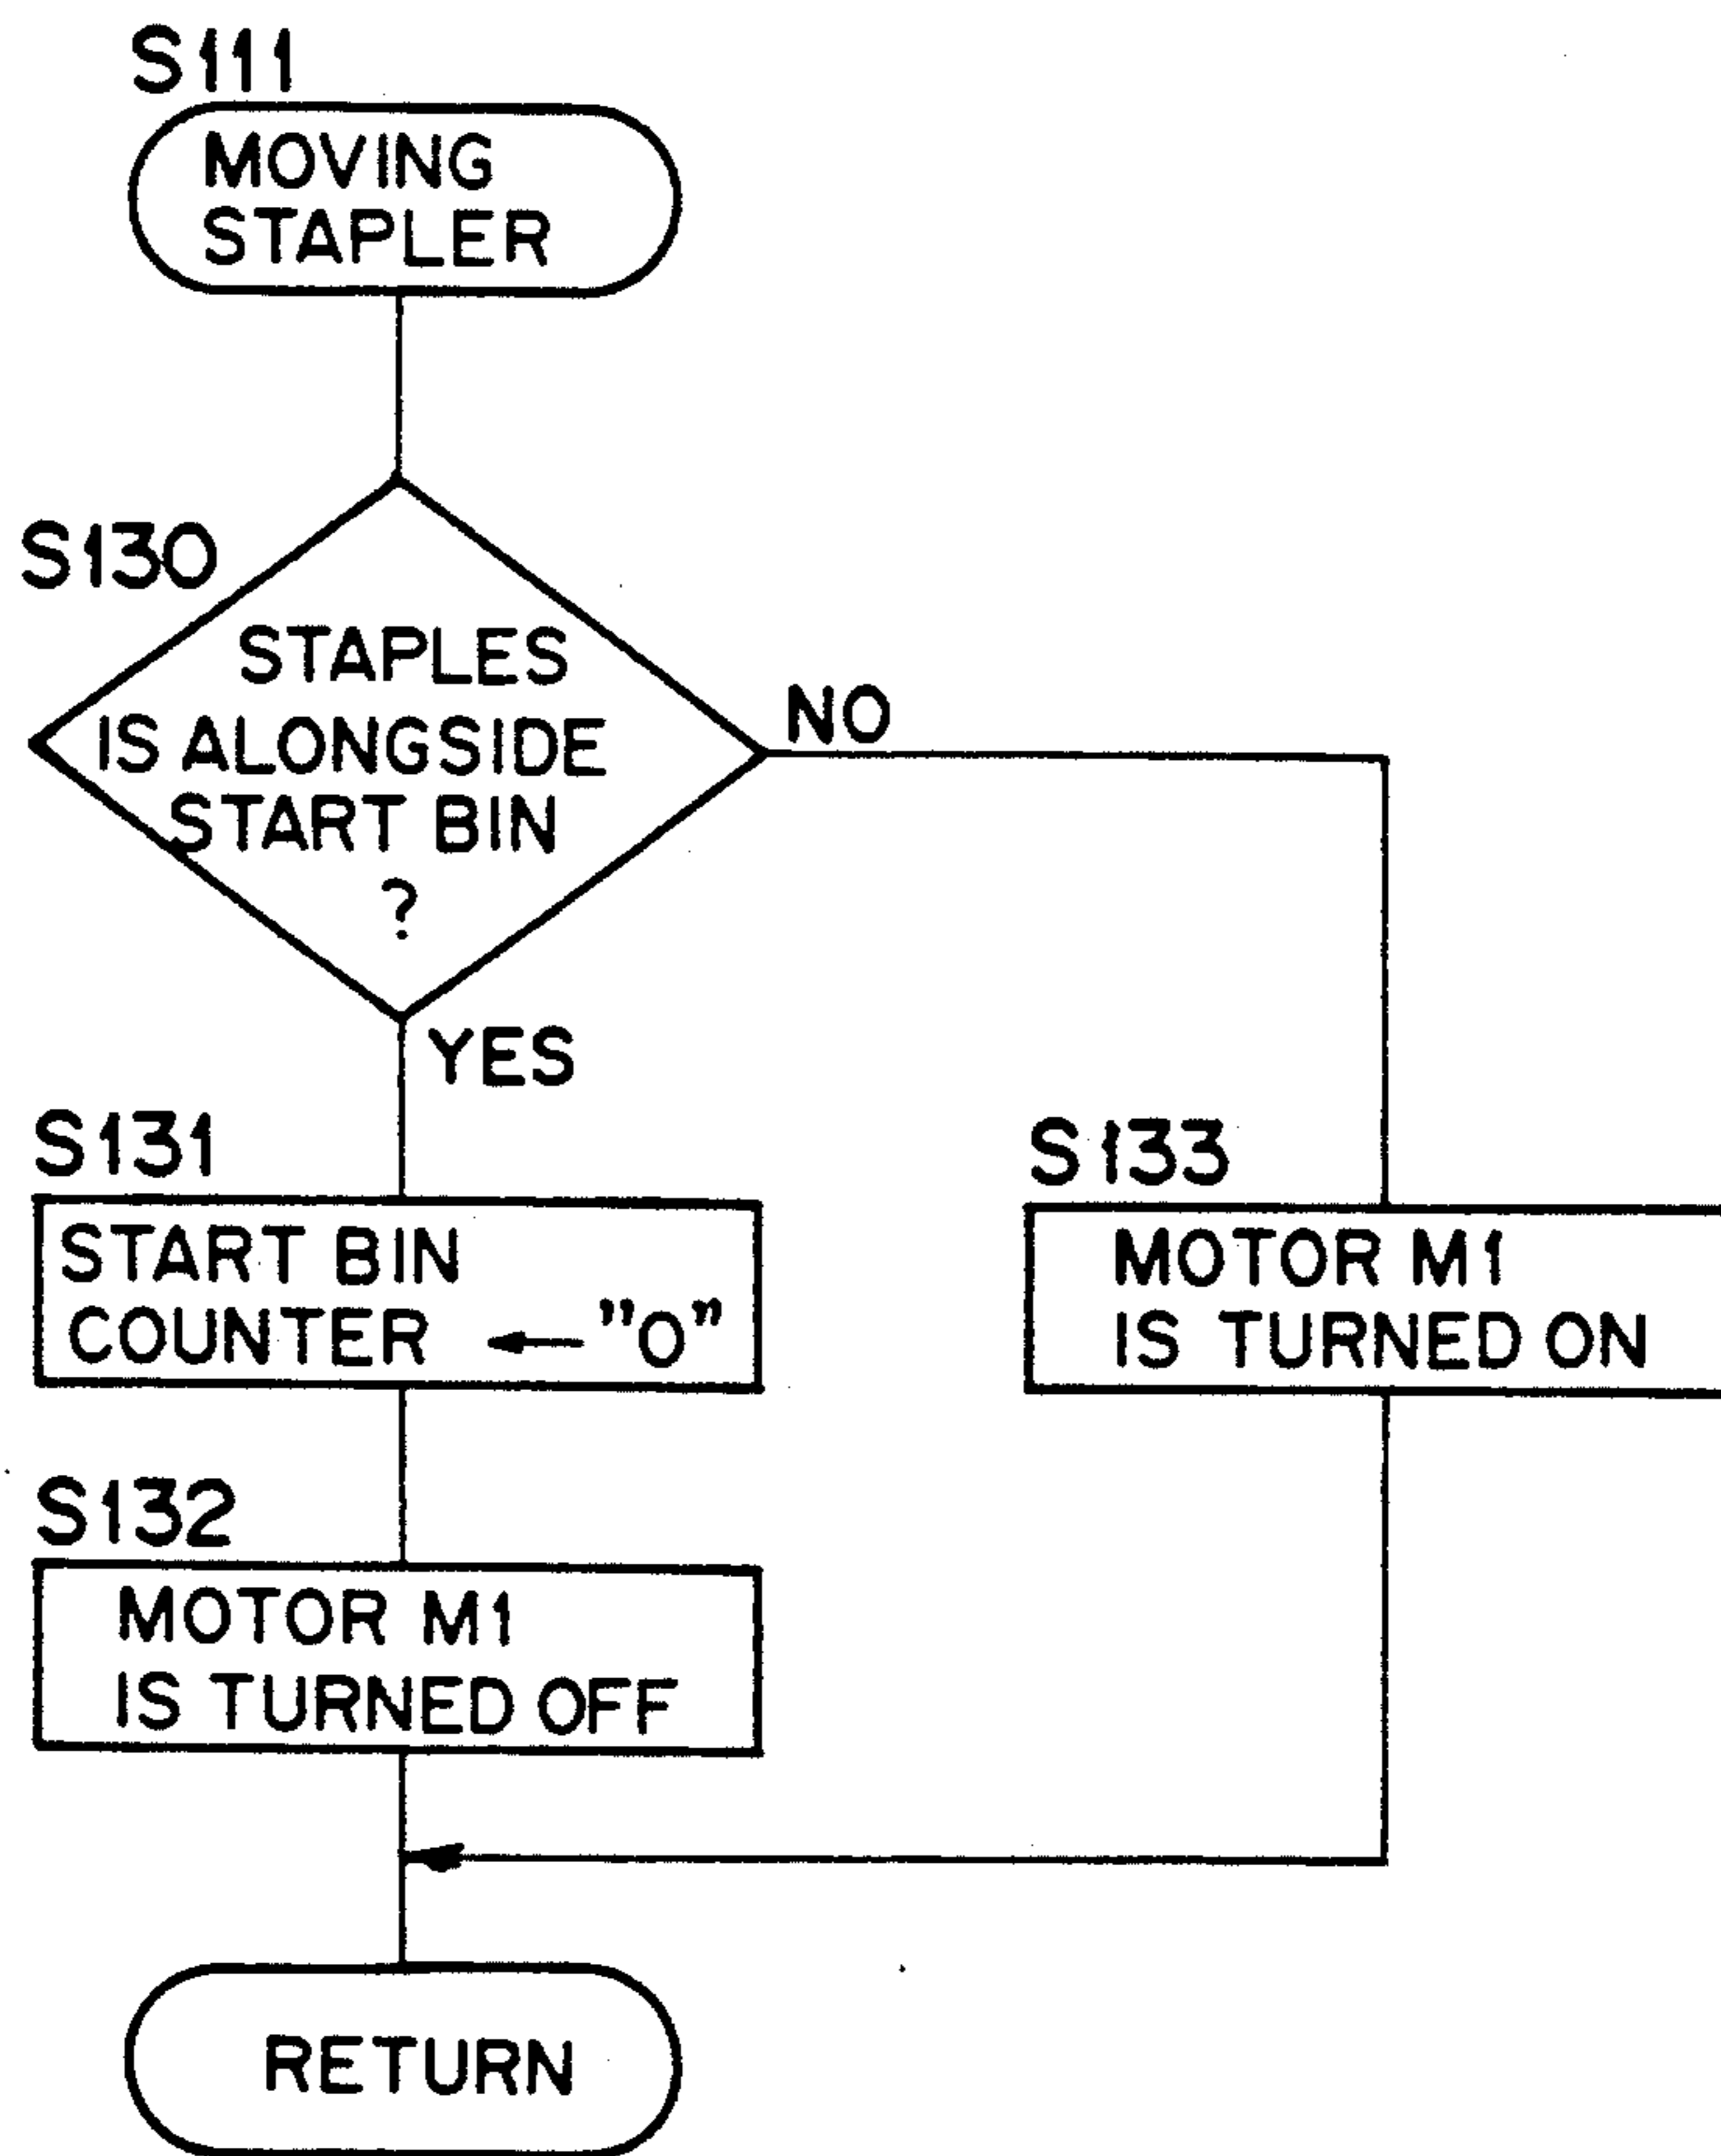 S111
MOVING
STAPLER
S130
STAPLES
IS ALONGSIDE
START BIN
?
NO
YES
S131
START BIN
COUNTER ← "0"
S132
MOTOR M1
IS TURNED OFF
S133
MOTOR M1
IS TURNED ON
RETURN